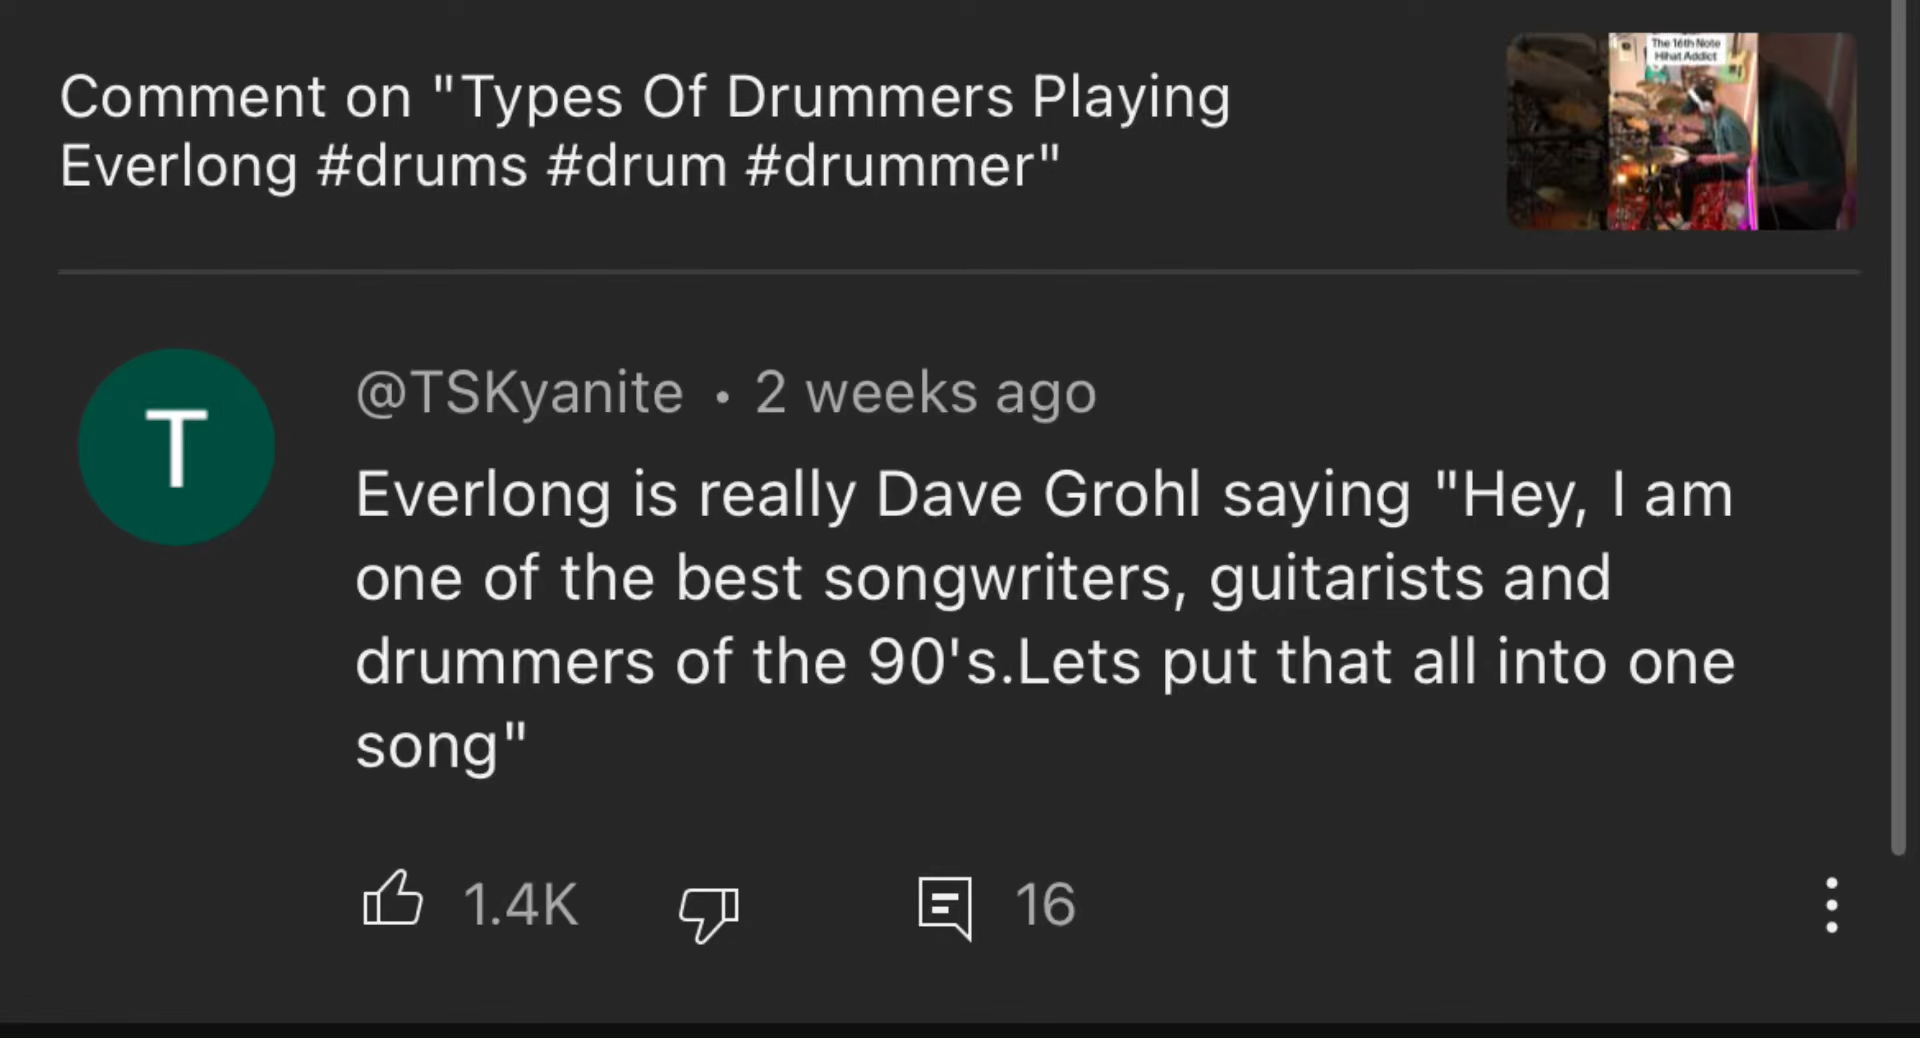 Comment on "Types Of Drummers Playing
Everlong #drums #drum #drummer"
The 16th Note
Hihat Addict
T
@TSKyanite • 2 weeks ago
Everlong is really Dave Grohl saying "Hey, I am
one of the best songwriters, guitarists and
drummers of the 90's.Lets put that all into one
song"
1.4K
16